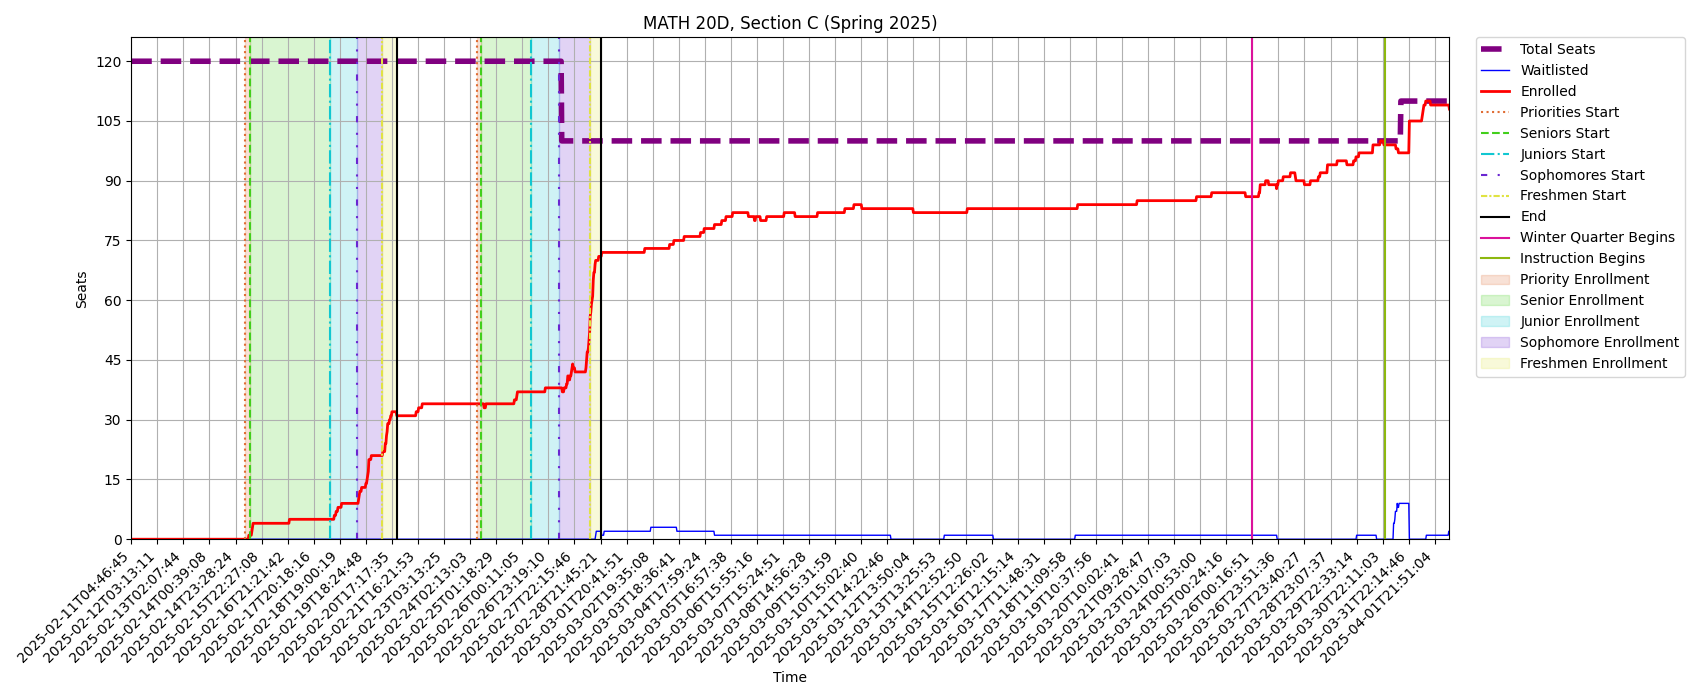 MATH 20D, Section C (Spring 2025)
Seats
120
105
90
75
60
45
30
15
0
2025-02-11T04:46:45
2025-02-12T03:13:11
2025-02-13T02:07:44
2025-02-14T00:39:08
2025-02-14T23:28:24
2025-02-15T22:27:08
2025-02-16T21:21:42
2025-02-17T20:18:16
2025-02-18T19:00:19
2025-02-19T18:24:48
2025-02-20T17:17:35
2025-02-21T16:21:53
2025-02-23T03:13:25
2025-02-24T02:13:03
2025-02-25T01:18:29
2025-02-26T00:11:05
2025-02-26T23:19:10
2025-02-27T22:15:46
2025-02-28T21:45:21
2025-03-01T20:41:51
2025-03-02T19:35:08
2025-03-03T18:36:41
2025-03-04T17:59:24
2025-03-05T16:57:38
2025-03-06T15:55:16
2025-03-07T15:24:51
2025-03-08T14:56:28
2025-03-09T15:31:59
2025-03-10T15:02:40
2025-03-11T14:22:46
2025-03-12T13:50:04
2025-03-13T13:25:53
2025-03-14T12:52:50
2025-03-15T12:26:02
2025-03-16T12:15:14
2025-03-17T11:48:31
2025-03-18T11:09:58
2025-03-19T10:37:56
2025-03-20T10:02:41
2025-03-21T09:28:47
2025-03-23T01:07:03
2025-03-24T00:53:00
2025-03-25T00:24:16
2025-03-26T00:16:51
2025-03-26T23:51:36
2025-03-27T23:40:27
2025-03-28T23:07:37
2025-03-29T22:33:14
2025-03-30T22:11:03
2025-03-31T22:14:46
2025-04-01T21:51:04
Time
Total Seats
Waitlisted
Enrolled
Priorities Start
Seniors Start
Juniors Start
Sophomores Start
Freshmen Start
End
Winter Quarter Begins
Instruction Begins
Priority Enrollment
Senior Enrollment
Junior Enrollment
Sophomore Enrollment
Freshmen Enrollment